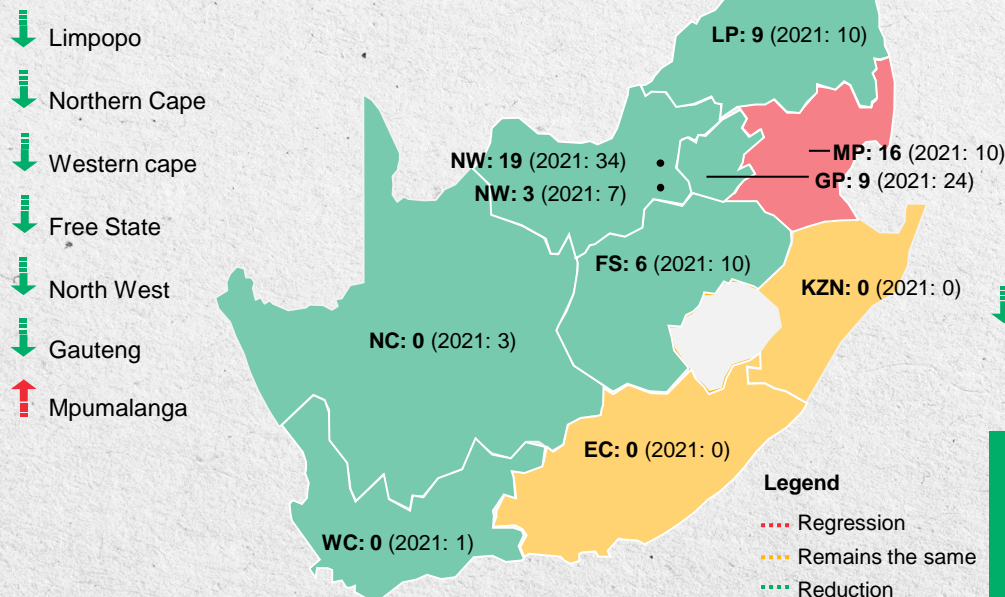 Limpopo
Northern Cape
Western cape
Free State
North West
Gauteng
Mpumalanga
LP: 9 (2021: 10)
NW: 19 (2021: 34)
NW: 3 (2021: 7)
MP: 16 (2021: 10)
GP: 9 (2021: 24)
FS: 6 (2021: 10)
KZN: 0 (2021: 0)
NC: 0 (2021: 3)
EC: 0 (2021: 0)
WC: 0 (2021: 1)
Legend
Regression
Remains the same
Reduction